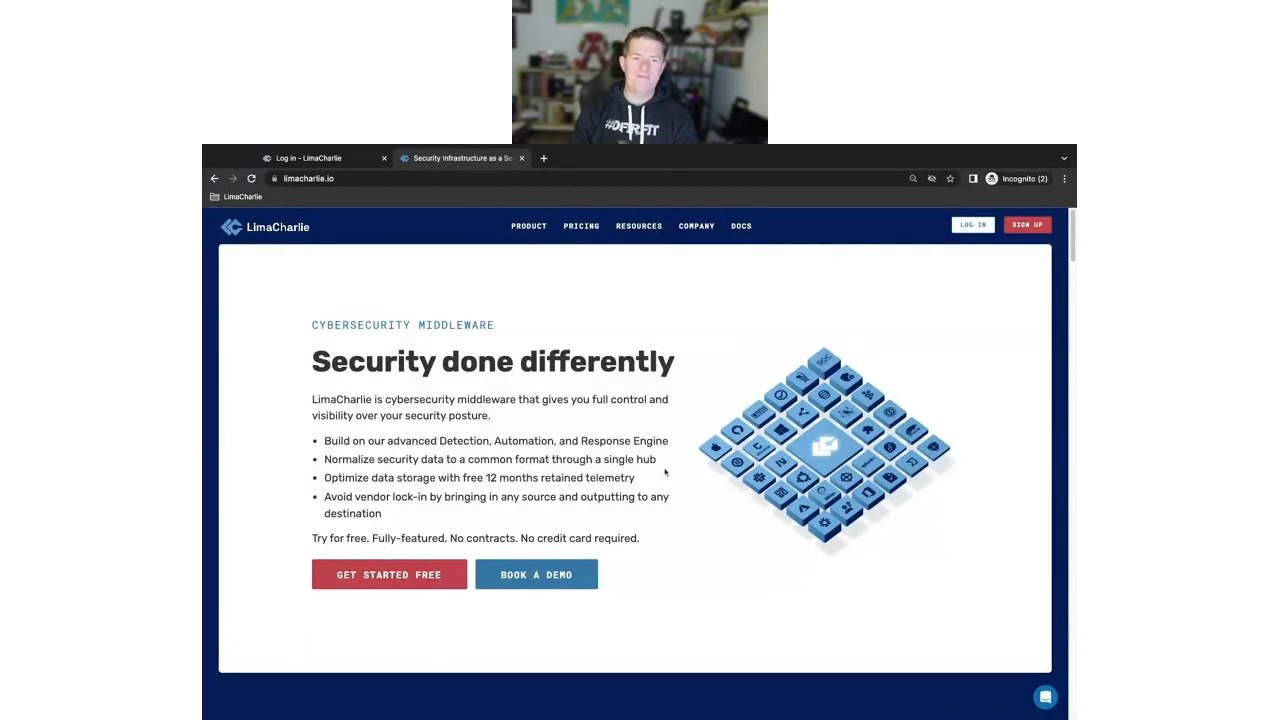 #DFIRFIT
Log in - LimaCharlie
Security Infrastructure as a Se
limacharlie.io
Incognito (2)
LimaCharlie
LimaCharlie
PRODUCT
PRICING
RESOURCES
COMPANY
DOCS
LOG IN
SIGN UP
CYBERSECURITY MIDDLEWARE
Security done differently
LimaCharlie is cybersecurity middleware that gives you full control and
visibility over your security posture.
• Build on our advanced Detection, Automation, and Response Engine
• Normalize security data to a common format through a single hub
• Optimize data storage with free 12 months retained telemetry
• Avoid vendor lock-in by bringing in any source and outputting to any
destination
Try for free. Fully-featured. No contracts. No credit card required.
GET STARTED FREE
BOOK A DEMO
SOC